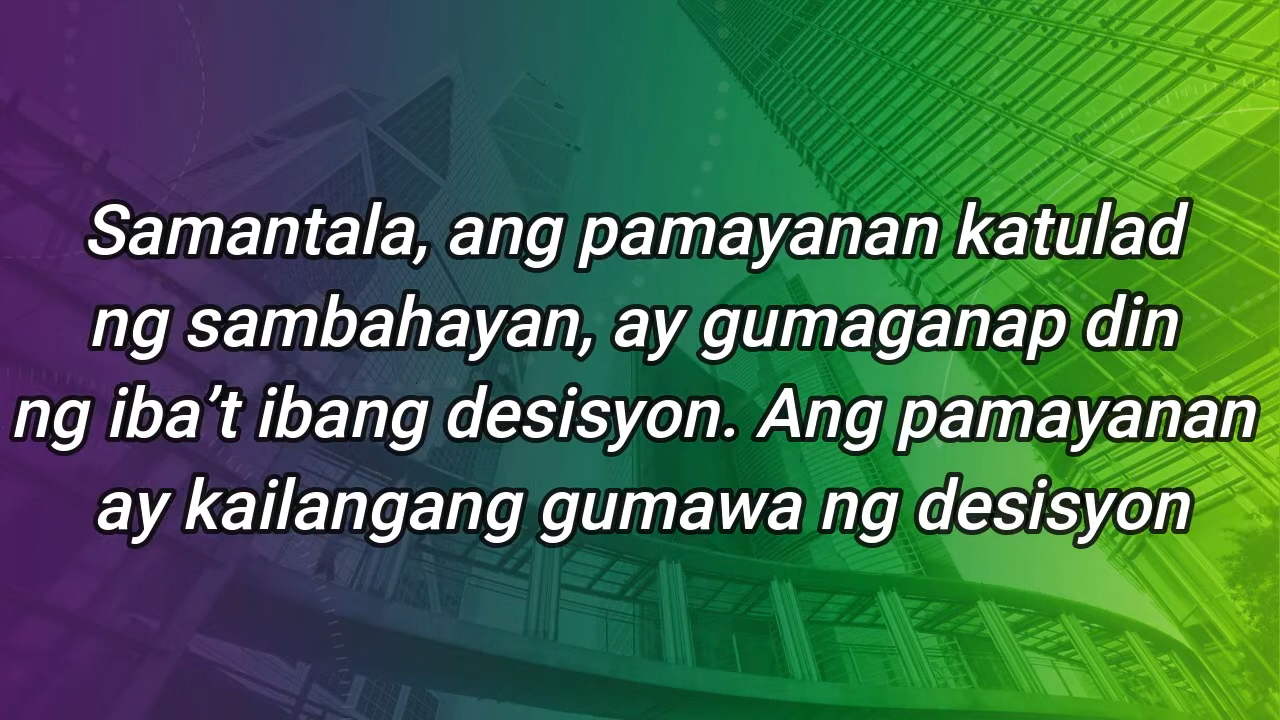 Samantala, ang pamayanan katulad
ng sambahayan, ay gumaganap din
ng iba’t ibang desisyon. Ang pamayanan
ay kailangang gumawa ng desisyon